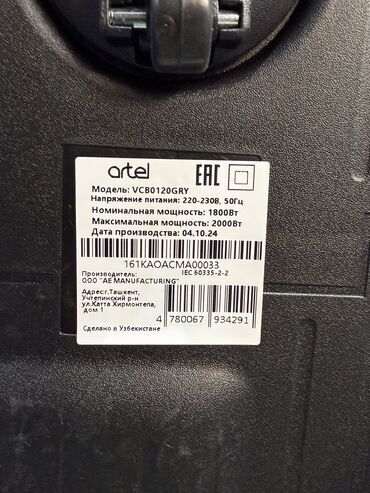 artel
EAC
Модель: VCB0120GRY
Напряжение питания: 220-230В, 50Гц
Номинальная мощность: 1800Вт
Максимальная мощность: 2000Вт
Дата производства: 04.10.24
161KAOACMA00033
Производитель:
IEC 60335-2-2
ООО "AE MANUFACTURING"
Адрес:г.Ташкент,
Учтепинский р-н
ул.Катта Хирмонтепа,
дом 1
Сделано в Узбекистане
4 780067 934291